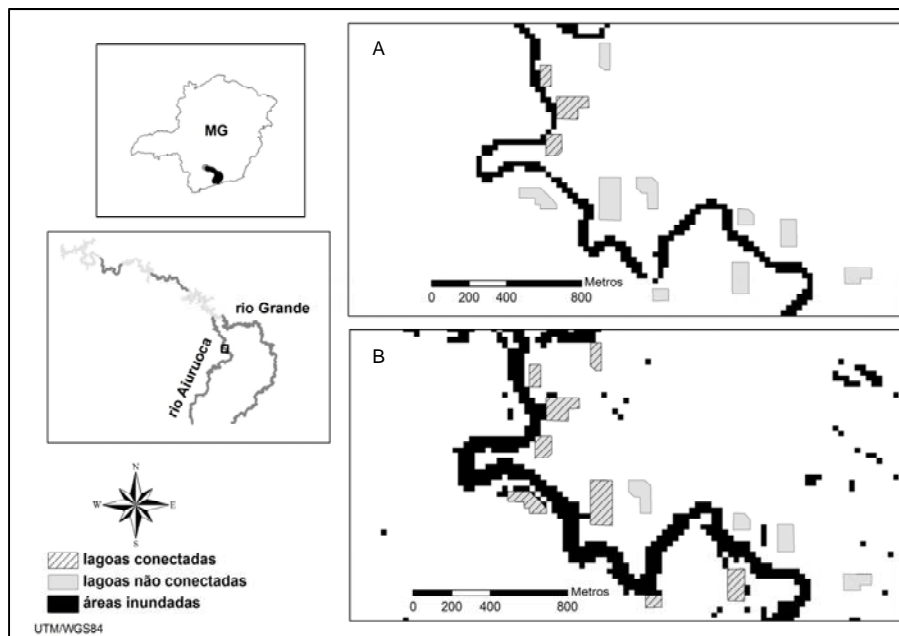 MG
rio Grande
rio Aiuruoca
N
W E
S
lagoas conectadas
lagoas não conectadas
áreas inundadas
UTM/WGS84
A
Metros
0 200 400 800
B
Metros
0 200 400 800